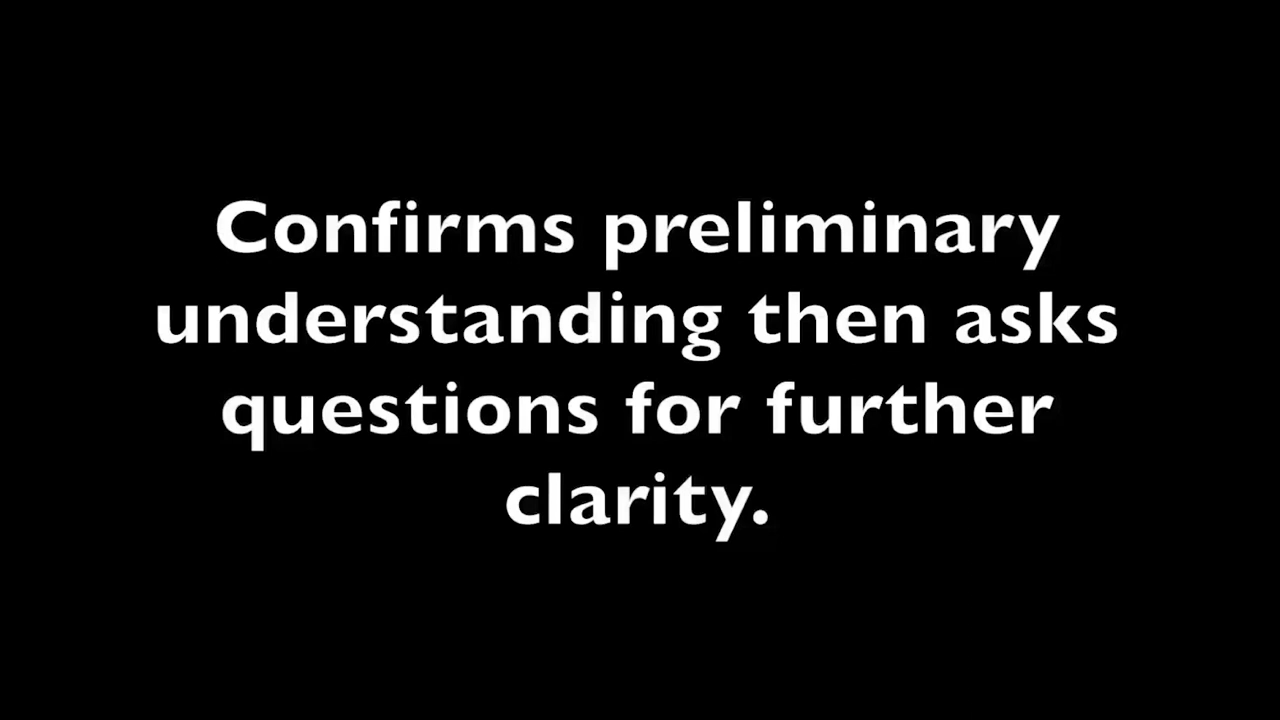 Confirms preliminary
understanding then asks
questions for further
clarity.